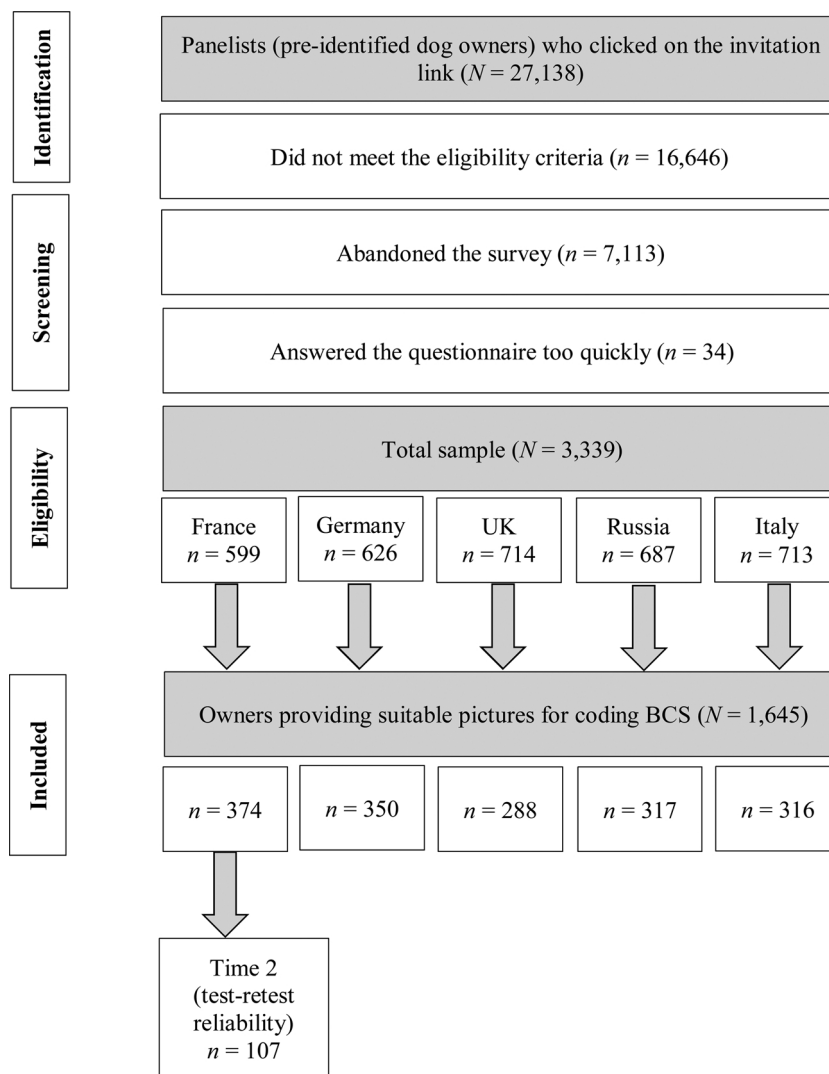 Identification
Panelists (pre-identified dog owners) who clicked on the invitation
link (N = 27,138)
Did not meet the eligibility criteria (n = 16,646)
Screening
Abandoned the survey (n = 7,113)
Answered the questionnaire too quickly (n = 34)
Eligibility
Total sample (N = 3,339)
France
n = 599
Germany
n = 626
UK
n = 714
Russia
n = 687
Italy
n = 713
Included
Owners providing suitable pictures for coding BCS (N = 1,645)
n = 374
n = 350
n = 288
n = 317
n = 316
Time 2
(test-retest
reliability)
n = 107